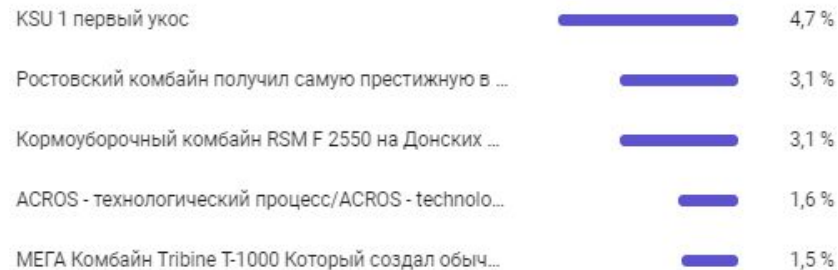 KSU 1 первый укос 4,7 %
Ростовский комбайн получил самую престижную в ... 3,1 %
Кормоуборочный комбайн RSM F 2550 на Донских ... 3,1 %
ACROS - технологический процесс/ACROS - technolo... 1,6 %
МЕГА Комбайн Tribine T-1000 Который создал обыч... 1,5 %